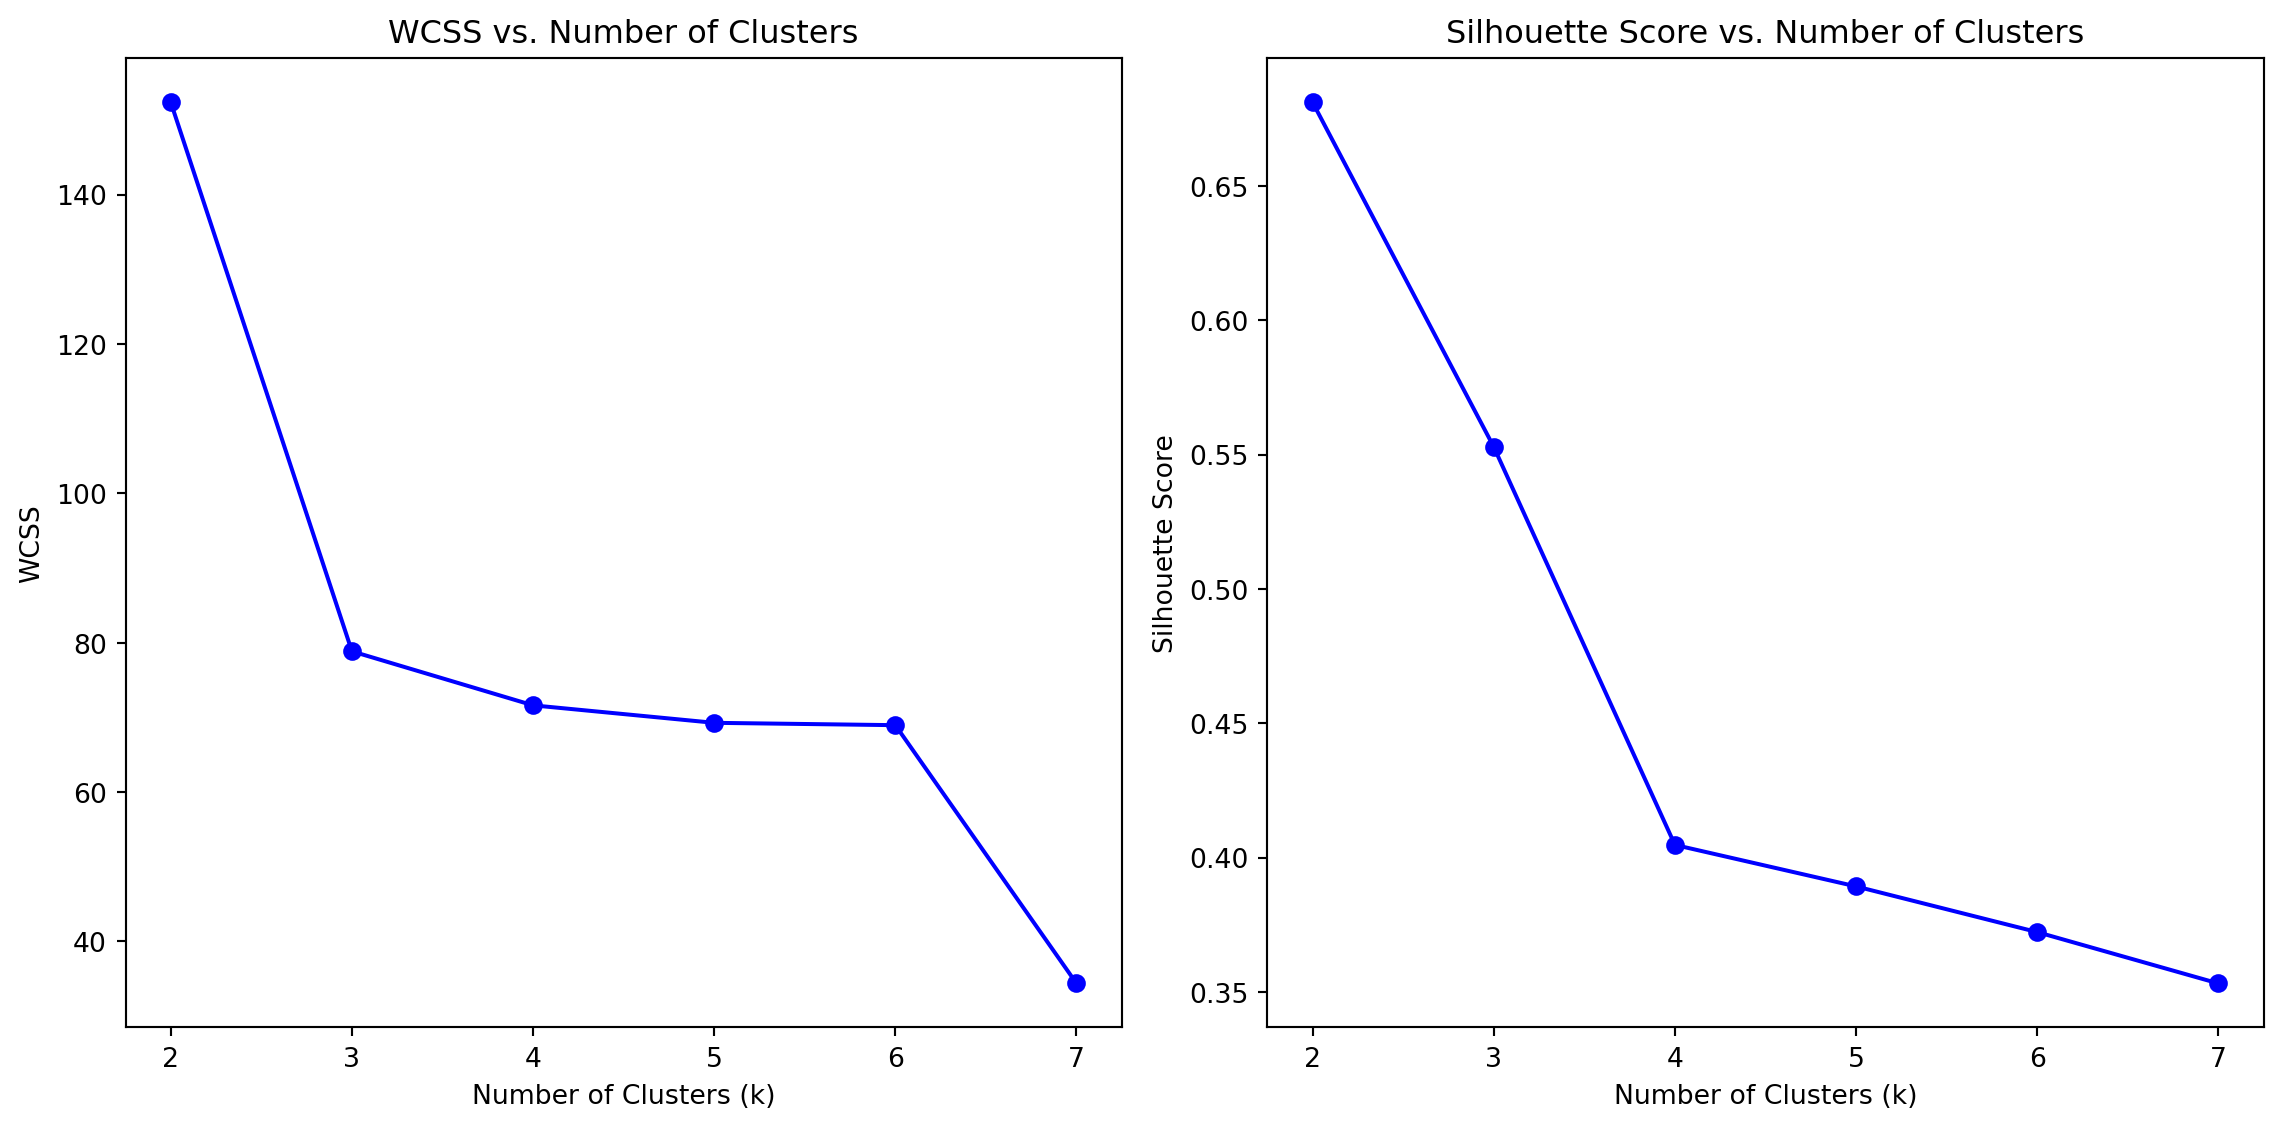 WCSS vs. Number of Clusters
140
120
100
80
60
40
WCSS
2 3 4 5 6 7
Number of Clusters (k)
Silhouette Score vs. Number of Clusters
0.65
0.60
0.55
0.50
0.45
0.40
0.35
Silhouette Score
2 3 4 5 6 7
Number of Clusters (k)